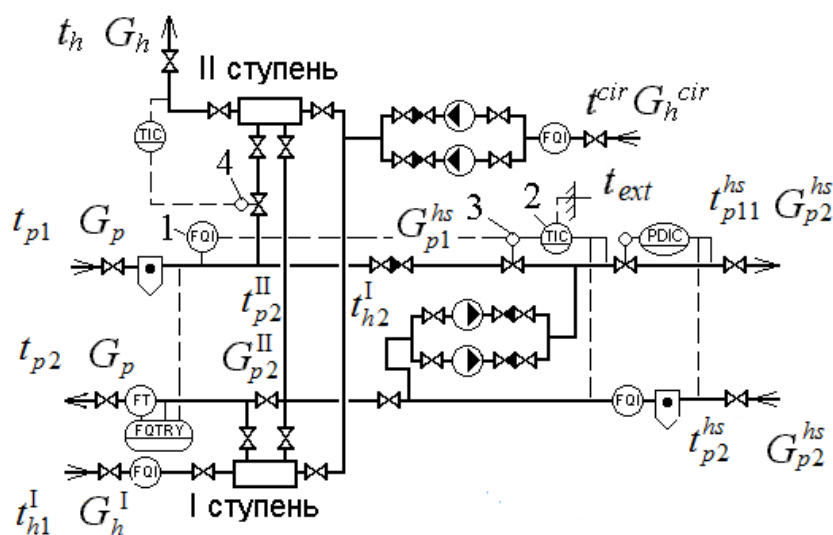 t_h G_h
II ступень
t^cir G_h^cir
TIC
FQI
4
t_ext
t_p11^hs G_p2^hs
t_p1 G_p
1
FQI
G_p1^hs
3
2
TIC
PDIC
t_p2^II
t_h2^I
t_p2 G_p
G_p2^II
FT
FQTRY
FQI
t_p2^hs
G_p2^hs
FQI
t_h1^I G_h^I
I ступень